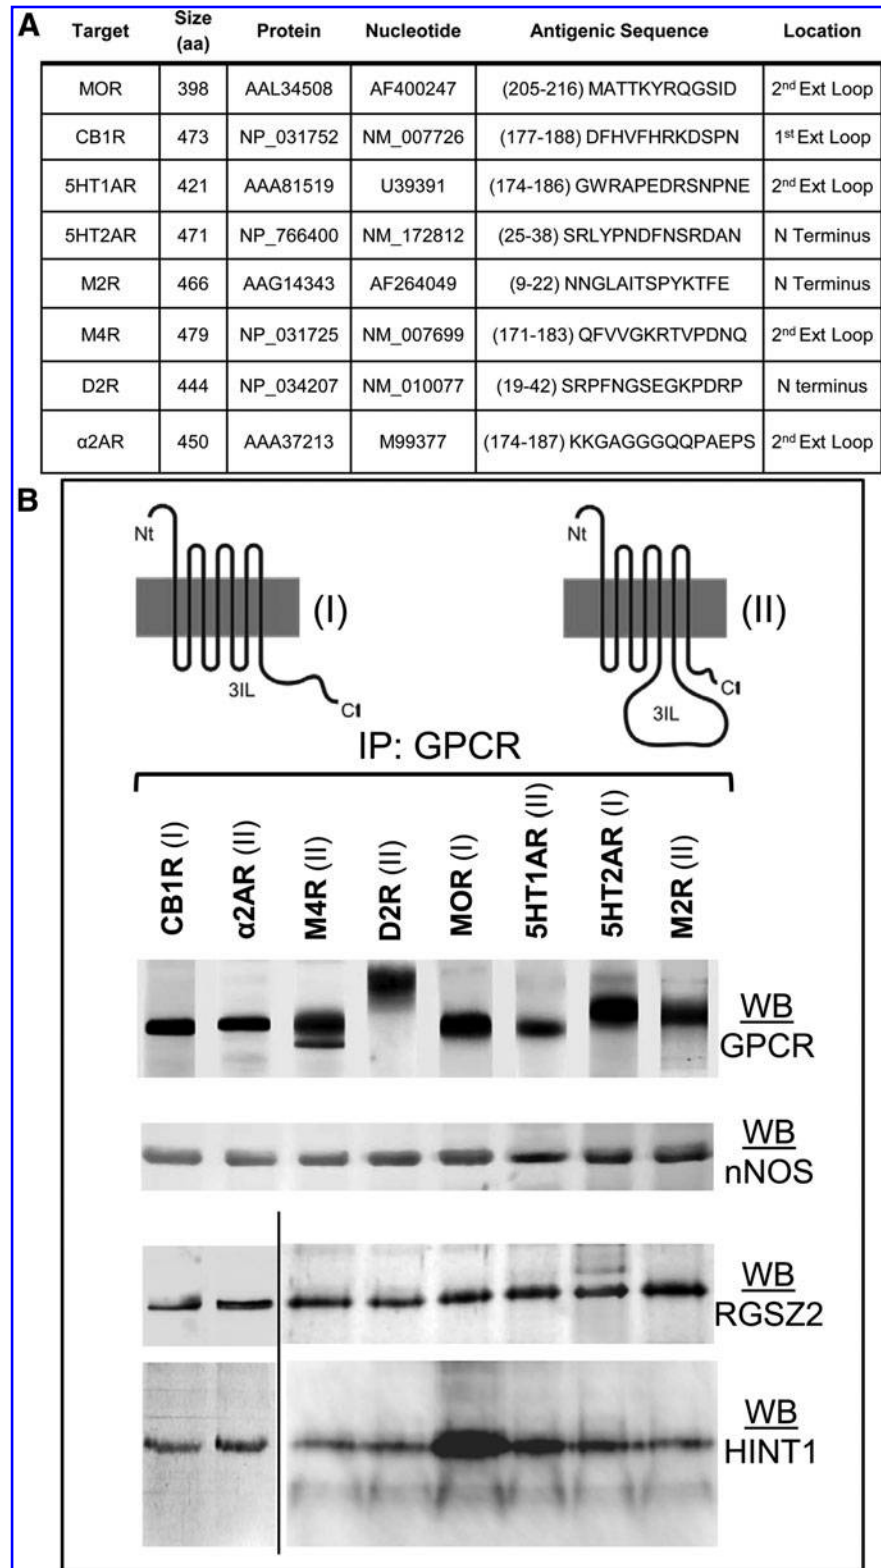 A
Target Size (aa) Protein Nucleotide Antigenic Sequence Location
MOR 398 AAL34508 AF400247 (205-216) MATTKYRQGSID 2nd Ext Loop
CB1R 473 NP_031752 NM_007726 (177-188) DFHVFHRKDSPN 1st Ext Loop
5HT1AR 421 AAA81519 U39391 (174-186) GWRAPEDRSNPNE 2nd Ext Loop
5HT2AR 471 NP_766400 NM_172812 (25-38) SRLYPNDFNSRDAN N Terminus
M2R 466 AAG14343 AF264049 (9-22) NNGLAITSPYKTFE N Terminus
M4R 479 NP_031725 NM_007699 (171-183) QFVVGKRTVPDNQ 2nd Ext Loop
D2R 444 NP_034207 NM_010077 (19-42) SRPFNGSEGKPDRP N terminus
α2AR 450 AAA37213 M99377 (174-187) KKGAGGGQQPAEPS 2nd Ext Loop
B
Nt
(I)
3IL
Ct
Nt
(II)
3IL
Ct
IP: GPCR
CB1R (I)
α2AR (II)
M4R (II)
D2R (II)
MOR (I)
5HT1AR (II)
5HT2AR (I)
M2R (II)
WB
GPCR
WB
nNOS
WB
RGSZ2
WB
HINT1